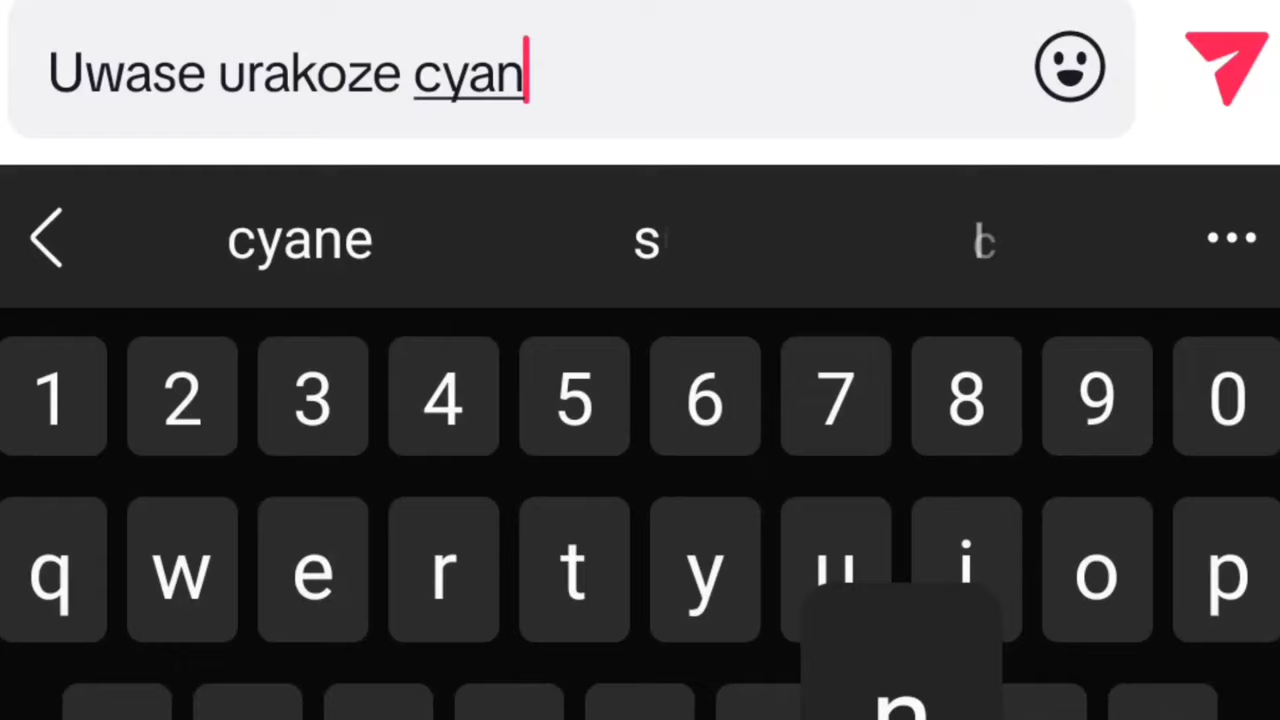 Uwase urakoze cyan
cyane s
1 2 3 4 5 6 7 8 9 0
q w e r t y u i o p
n